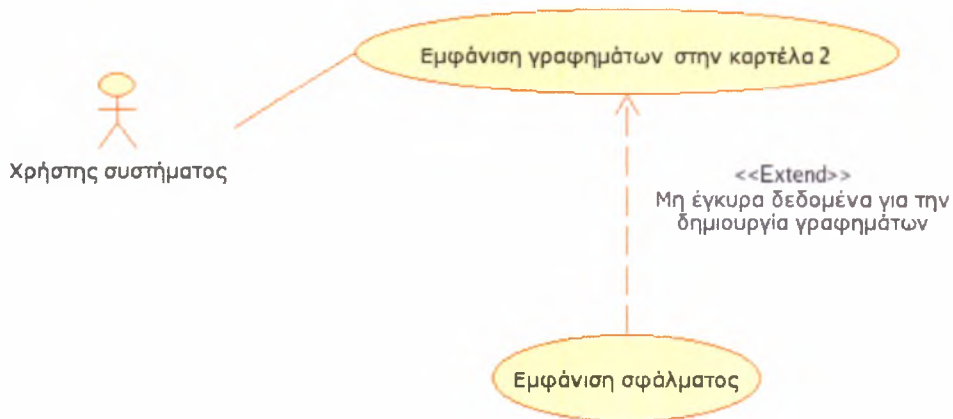 Εμφάνιση γραφημάτων στην καρτέλα 2
Χρήστης συστήματος
<<Extend>>
Μη έγκυρα δεδομένα για την
δημιουργία γραφημάτων
Εμφάνιση σφάλματος